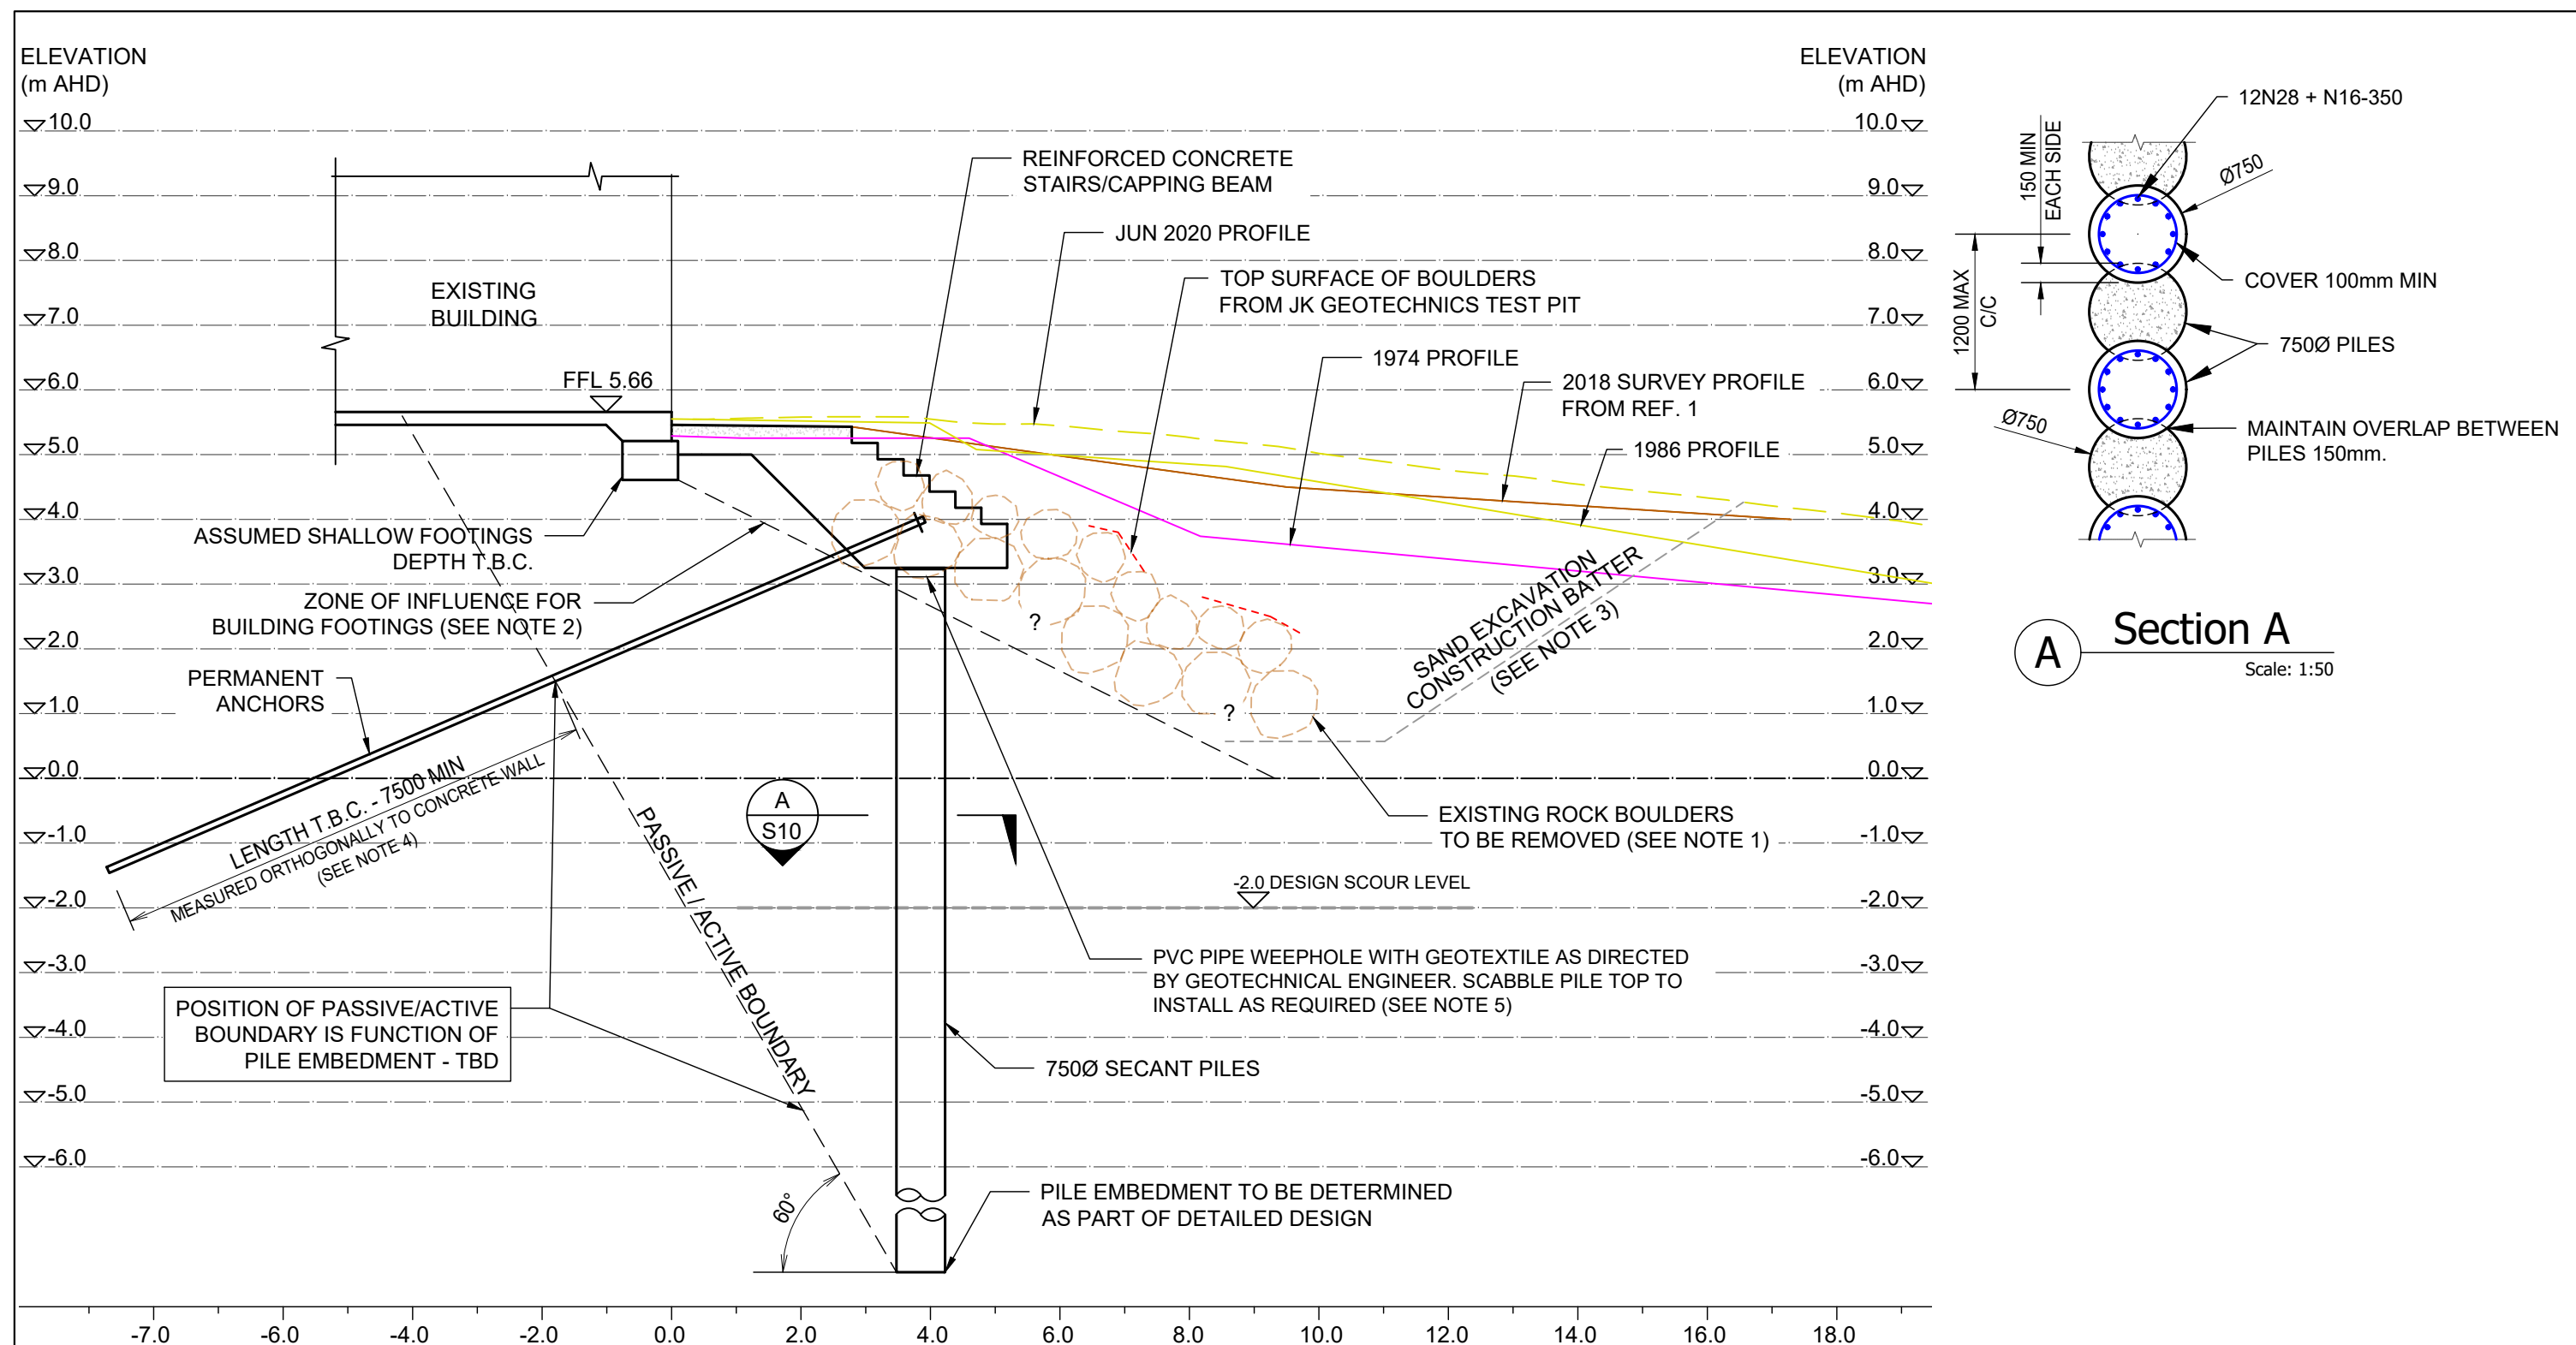 ELEVATION
(m AHD)
10.0
9.0
8.0
7.0
6.0
5.0
4.0
3.0
2.0
1.0
0.0
-1.0
-2.0
-3.0
-4.0
-5.0
-6.0
EXISTING
BUILDING
FFL 5.66
ASSUMED SHALLOW FOOTINGS
DEPTH T.B.C.
ZONE OF INFLUENCE FOR
BUILDING FOOTINGS (SEE NOTE 2)
PERMANENT
ANCHORS
LENGTH T.B.C. - 7500 MIN
MEASURED ORTHOGONALLY TO CONCRETE WALL
(SEE NOTE 4)
POSITION OF PASSIVE/ACTIVE
BOUNDARY IS FUNCTION OF
PILE EMBEDMENT - TBD
PASSIVE / ACTIVE BOUNDARY
60°
A
S10
REINFORCED CONCRETE
STAIRS/CAPPING BEAM
JUN 2020 PROFILE
TOP SURFACE OF BOULDERS
FROM JK GEOTECHNICS TEST PIT
1974 PROFILE
2018 SURVEY PROFILE
FROM REF. 1
1986 PROFILE
?
?
SAND EXCAVATION
CONSTRUCTION BATTER
(SEE NOTE 3)
EXISTING ROCK BOULDERS
TO BE REMOVED (SEE NOTE 1)
-2.0 DESIGN SCOUR LEVEL
PVC PIPE WEEPHOLE WITH GEOTEXTILE AS DIRECTED
BY GEOTECHNICAL ENGINEER. SCABBLE PILE TOP TO
INSTALL AS REQUIRED (SEE NOTE 5)
750Ø SECANT PILES
PILE EMBEDMENT TO BE DETERMINED
AS PART OF DETAILED DESIGN
ELEVATION
(m AHD)
10.0
9.0
8.0
7.0
6.0
5.0
4.0
3.0
2.0
1.0
0.0
-1.0
-2.0
-3.0
-4.0
-5.0
-6.0
-7.0 -6.0 -4.0 -2.0 0.0 2.0 4.0 6.0 8.0 10.0 12.0 14.0 16.0 18.0
12N28 + N16-350
150 MIN
EACH SIDE
Ø750
COVER 100mm MIN
1200 MAX
C/C
750Ø PILES
Ø750
MAINTAIN OVERLAP BETWEEN
PILES 150mm.
A
Section A
Scale: 1:50